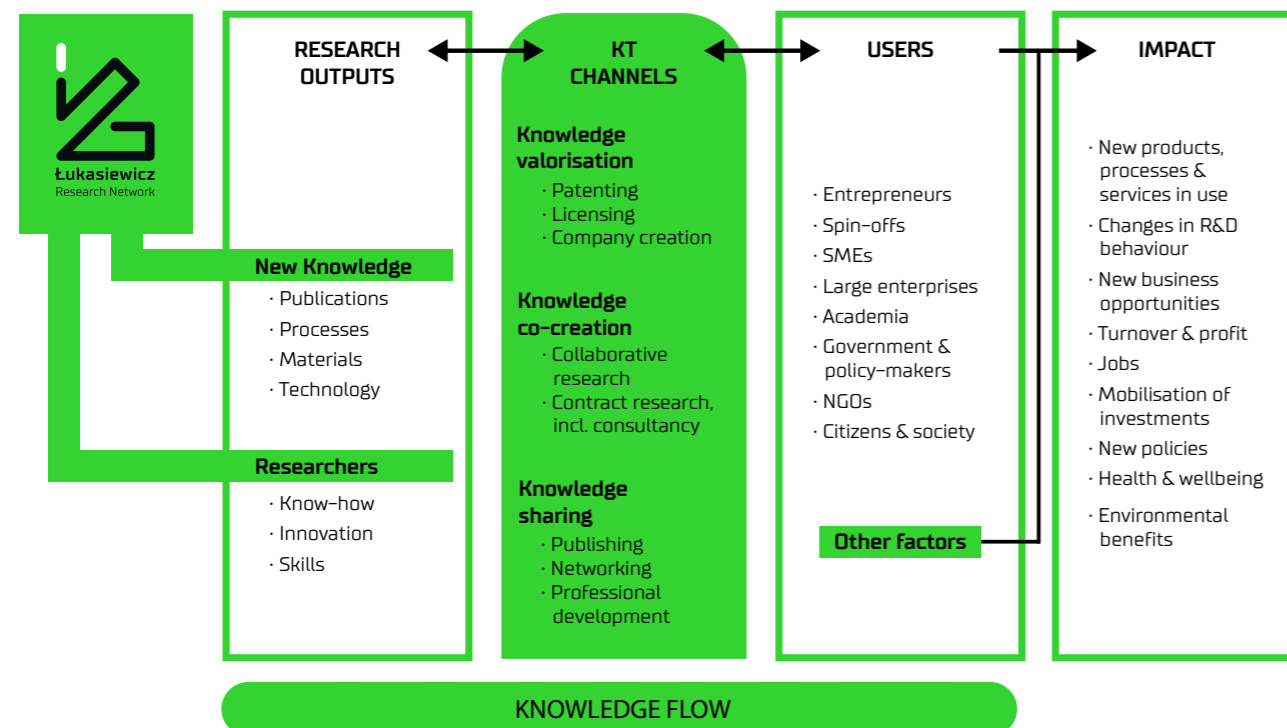 Łukasiewicz
Research Network
RESEARCH
OUTPUTS
New Knowledge
· Publications
· Processes
· Materials
· Technology
Researchers
· Know-how
· Innovation
· Skills
KT
CHANNELS
Knowledge
valorisation
· Patenting
· Licensing
· Company creation
Knowledge
co-creation
· Collaborative
research
· Contract research,
incl. consultancy
Knowledge
sharing
· Publishing
· Networking
· Professional
development
USERS
· Entrepreneurs
· Spin-offs
· SMEs
· Large enterprises
· Academia
· Government &
policy-makers
· NGOs
· Citizens & society
Other factors
IMPACT
· New products,
processes &
services in use
· Changes in R&D
behaviour
· New business
opportunities
· Turnover & profit
· Jobs
· Mobilisation of
investments
· New policies
· Health & wellbeing
· Environmental
benefits
KNOWLEDGE FLOW